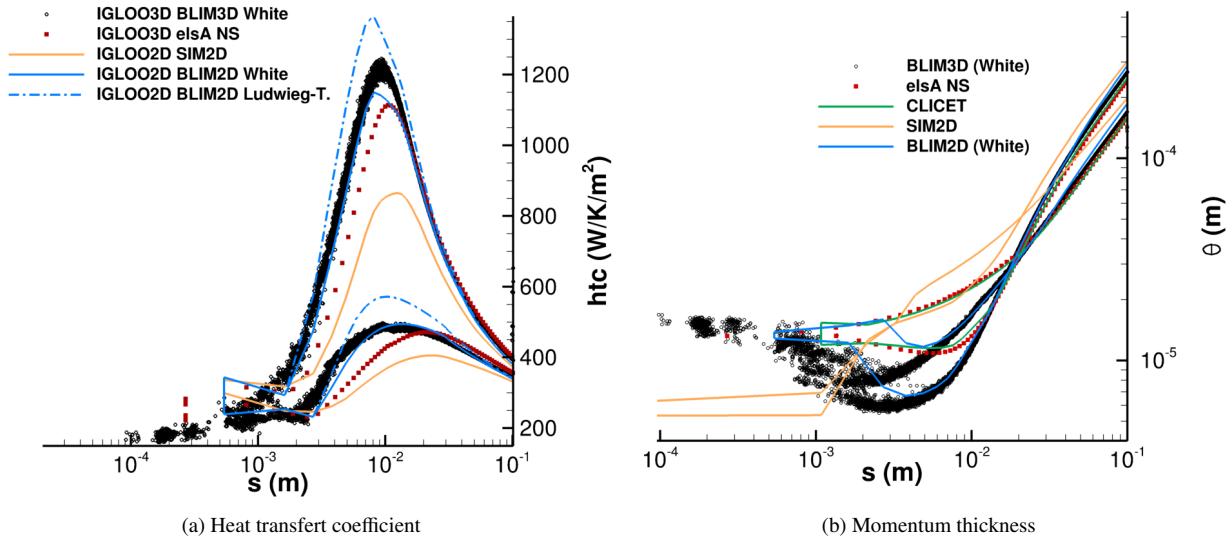 IGLOO3D BLIM3D White
IGLOO3D elsA NS
IGLOO2D SIM2D
IGLOO2D BLIM2D White
IGLOO2D BLIM2D Ludwieg-T.
1200
1000
800
600
400
200
htc (W/K/m²)
10⁻⁴
10⁻³
10⁻²
10⁻¹
s (m)
(a) Heat transfert coefficient
BLIM3D (White)
elsA NS
CLICET
SIM2D
BLIM2D (White)
10⁻⁴
10⁻⁵
θ (m)
10⁻⁴
10⁻³
10⁻²
10⁻¹
s (m)
(b) Momentum thickness